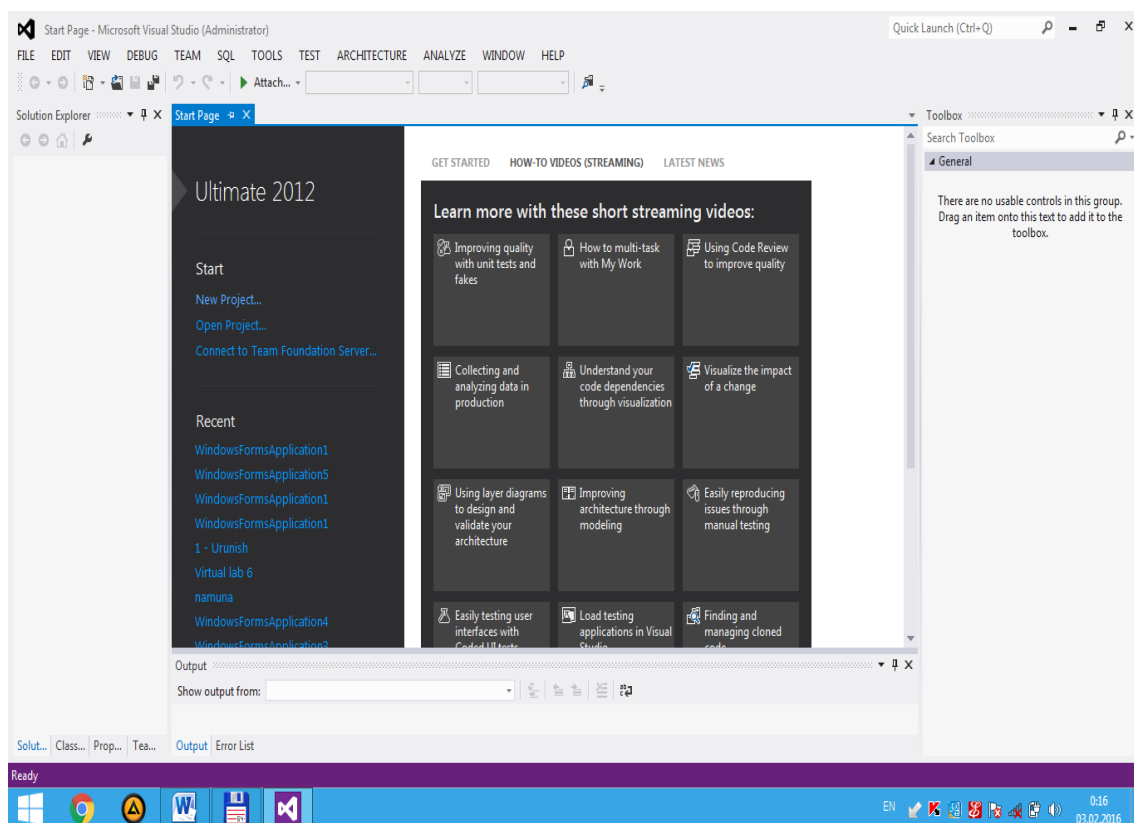 Start Page - Microsoft Visual Studio (Administrator)
Quick Launch (Ctrl+Q)
FILE EDIT VIEW DEBUG TEAM SQL TOOLS TEST ARCHITECTURE ANALYZE WINDOW HELP
Attach...
Solution Explorer
Start Page
Toolbox
Search Toolbox
General
There are no usable controls in this group.
Drag an item onto this text to add it to the
toolbox.
Ultimate 2012
Start
New Project...
Open Project...
Connect to Team Foundation Server...
Recent
WindowsFormsApplication1
WindowsFormsApplication5
WindowsFormsApplication1
WindowsFormsApplication1
1 - Urunish
Virtual lab 6
namuna
WindowsFormsApplication4
WindowsFormsApplication3
GET STARTED HOW-TO VIDEOS (STREAMING) LATEST NEWS
Learn more with these short streaming videos:
Improving quality
with unit tests and
fakes
How to multi-task
with My Work
Using Code Review
to improve quality
Collecting and
analyzing data in
production
Understand your
code dependencies
through visualization
Visualize the impact
of a change
Using layer diagrams
to design and
validate your
architecture
Improving
architecture through
modeling
Easily reproducing
issues through
manual testing
Easily testing user
interfaces with
Coded UI tests
Load testing
applications in Visual
Studio
Finding and
managing cloned
code
Output
Show output from:
Solut... Class... Prop... Tea...
Output Error List
Ready
EN
0:16
03.02.2016